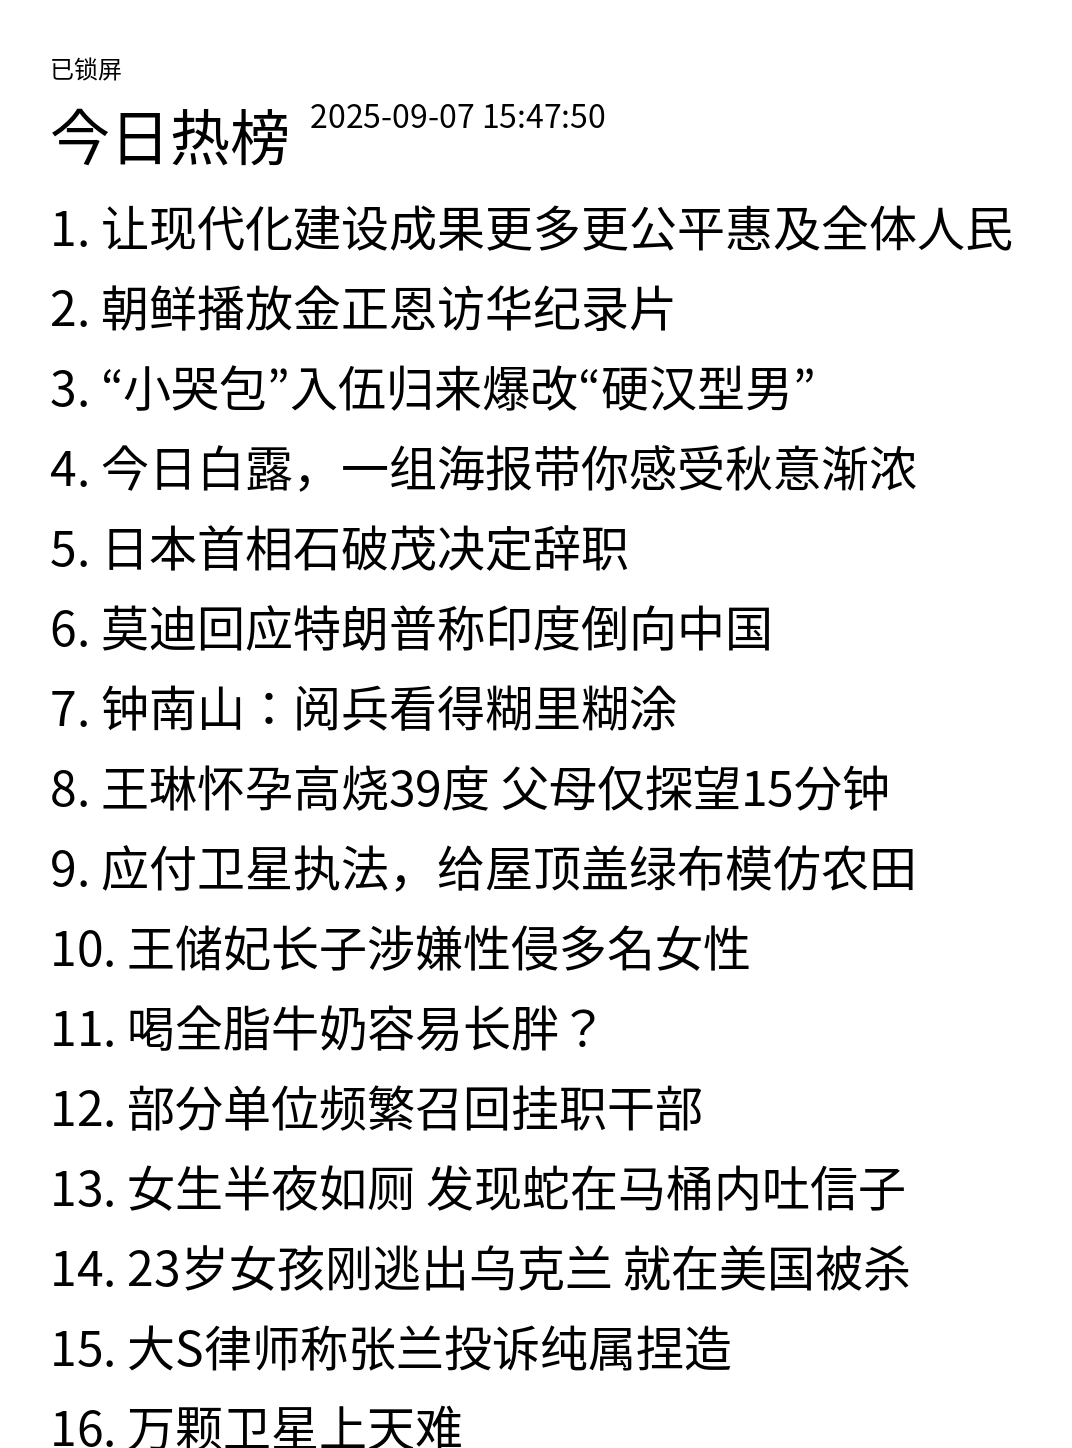 已锁屏
今日热榜 2025-09-07 15:47:50
1. 让现代化建设成果更多更公平惠及全体人民
2. 朝鲜播放金正恩访华纪录片
3. “小哭包”入伍归来爆改“硬汉型男”
4. 今日白露，一组海报带你感受秋意渐浓
5. 日本首相石破茂决定辞职
6. 莫迪回应特朗普称印度倒向中国
7. 钟南山：阅兵看得糊里糊涂
8. 王琳怀孕高烧39度 父母仅探望15分钟
9. 应付卫星执法，给屋顶盖绿布模仿农田
10. 王储妃长子涉嫌性侵多名女性
11. 喝全脂牛奶容易长胖？
12. 部分单位频繁召回挂职干部
13. 女生半夜如厕 发现蛇在马桶内吐信子
14. 23岁女孩刚逃出乌克兰 就在美国被杀
15. 大S律师称张兰投诉纯属捏造
16. 万颗卫星上天难